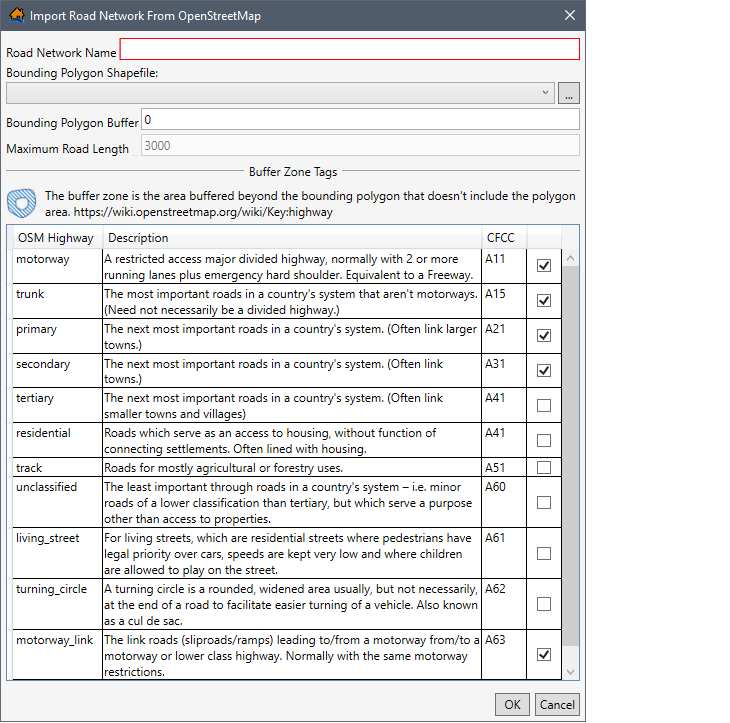 Import Road Network From OpenStreetMap
Road Network Name
Bounding Polygon Shapefile:
...
Bounding Polygon Buffer 0
Maximum Road Length 3000
Buffer Zone Tags
The buffer zone is the area buffered beyond the bounding polygon that doesn't include the polygon
area. https://wiki.openstreetmap.org/wiki/Key:highway
OSM Highway Description CFCC
motorway A restricted access major divided highway, normally with 2 or more A11
running lanes plus emergency hard shoulder. Equivalent to a Freeway.
trunk The most important roads in a country's system that aren't motorways. A15
(Need not necessarily be a divided highway.)
primary The next most important roads in a country's system. (Often link larger A21
towns.)
secondary The next most important roads in a country's system. (Often link A31
towns.)
tertiary The next most important roads in a country's system. (Often link A41
smaller towns and villages)
residential Roads which serve as an access to housing, without function of A41
connecting settlements. Often lined with housing.
track Roads for mostly agricultural or forestry uses. A51
unclassified The least important through roads in a country's system – i.e. minor A60
roads of a lower classification than tertiary, but which serve a purpose
other than access to properties.
living_street For living streets, which are residential streets where pedestrians have A61
legal priority over cars, speeds are kept very low and where children
are allowed to play on the street.
turning_circle A turning circle is a rounded, widened area usually, but not necessarily, A62
at the end of a road to facilitate easier turning of a vehicle. Also known
as a cul de sac.
motorway_link The link roads (sliproads/ramps) leading to/from a motorway from/to a A63
motorway or lower class highway. Normally with the same motorway
restrictions.
OK Cancel